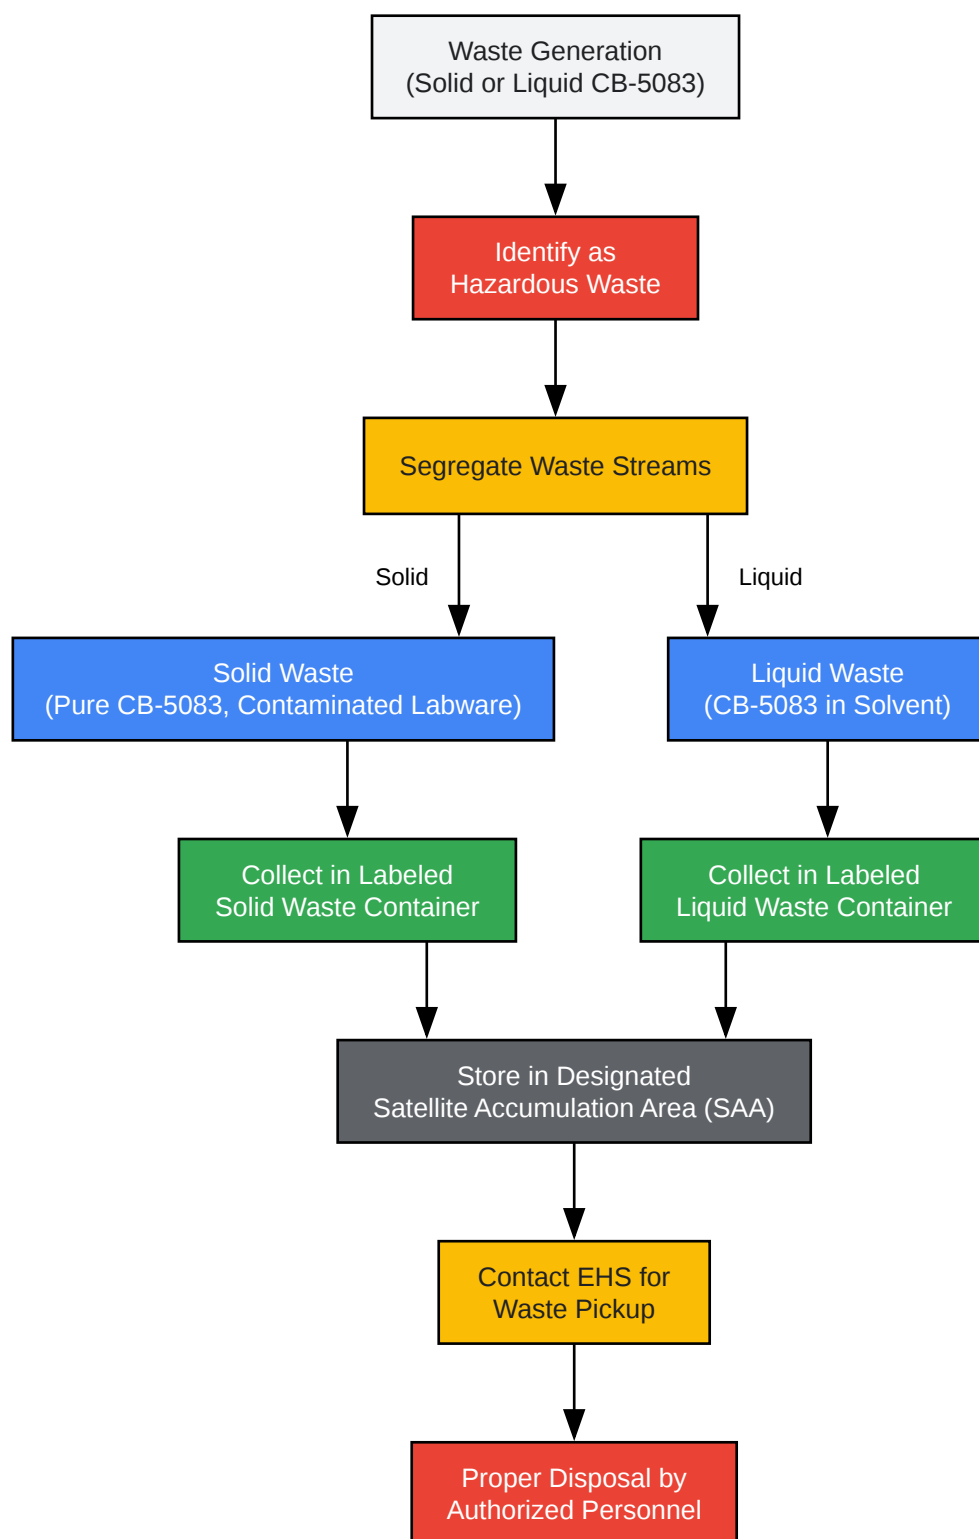 Waste Generation
(Solid or Liquid CB-5083)
Identify as
Hazardous Waste
Segregate Waste Streams
Solid
Liquid
Solid Waste
(Pure CB-5083, Contaminated Labware)
Liquid Waste
(CB-5083 in Solvent)
Collect in Labeled
Solid Waste Container
Collect in Labeled
Liquid Waste Container
Store in Designated
Satellite Accumulation Area (SAA)
Contact EHS for
Waste Pickup
Proper Disposal by
Authorized Personnel